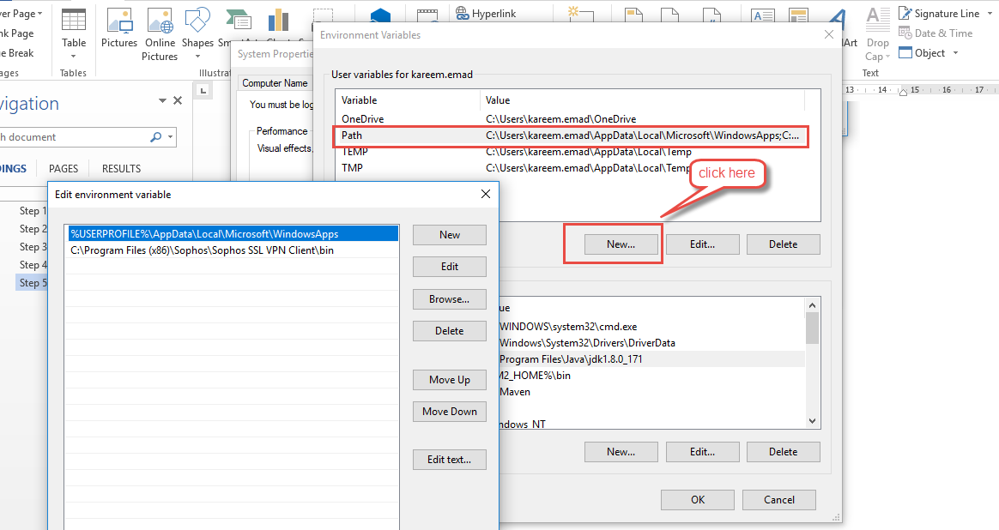 er Page
Hyperlink
Signature Line
nk Page
Date & Time
e Break
Table
Pictures
Online
Pictures
Shapes
Drop
Cap
Object
ages
Tables
Illustra
Text
13 14 15 16 17
vigation
h document
INGS
PAGES
RESULTS
Step 1
Step 2
Step 3
Step 4
Step 5
System Propertie
Computer Name
You must be log
Performance
Visual effects,
Environment Variables
User variables for kareem.emad
Variable Value
OneDrive C:\Users\kareem.emad\OneDrive
Path C:\Users\kareem.emad\AppData\Local\Microsoft\WindowsApps;C:...
TEMP C:\Users\kareem.emad\AppData\Local\Temp
TMP C:\Users\kareem.emad\AppData\Local\Temp
click here
New... Edit... Delete
ue
WINDOWS\system32\cmd.exe
Windows\System32\Drivers\DriverData
Program Files\Java\jdk1.8.0_171
M2_HOME%\bin
Maven
ndows_NT
New... Edit... Delete
OK Cancel
Edit environment variable
%USERPROFILE%\AppData\Local\Microsoft\WindowsApps
C:\Program Files (x86)\Sophos\Sophos SSL VPN Client\bin
New
Edit
Browse...
Delete
Move Up
Move Down
Edit text...